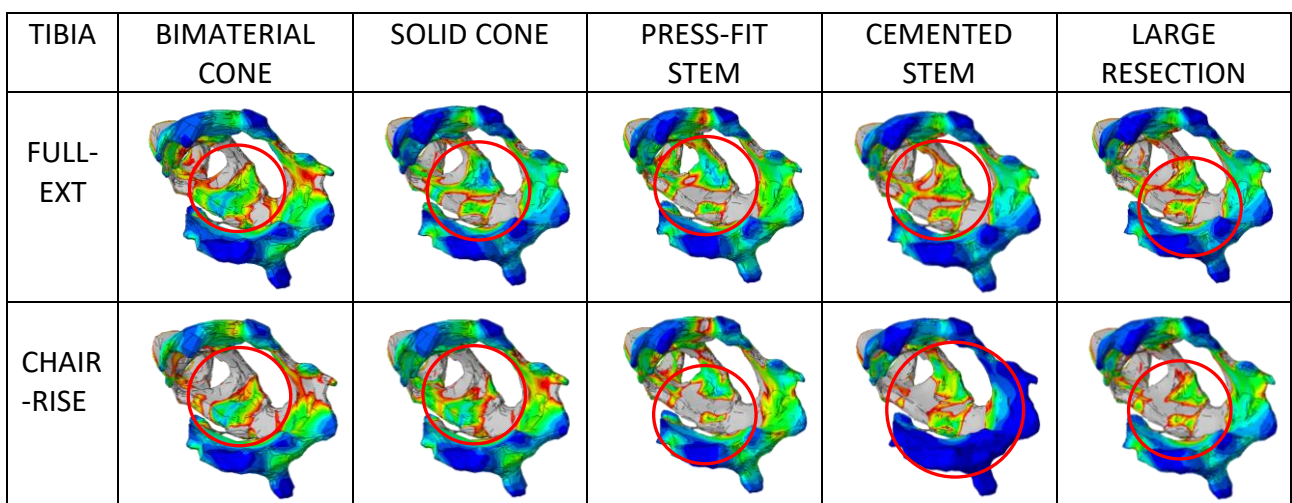 TIBIA
BIMATERIAL
CONE
SOLID CONE
PRESS-FIT
STEM
CEMENTED
STEM
LARGE
RESECTION
FULL-
EXT
CHAIR
-RISE